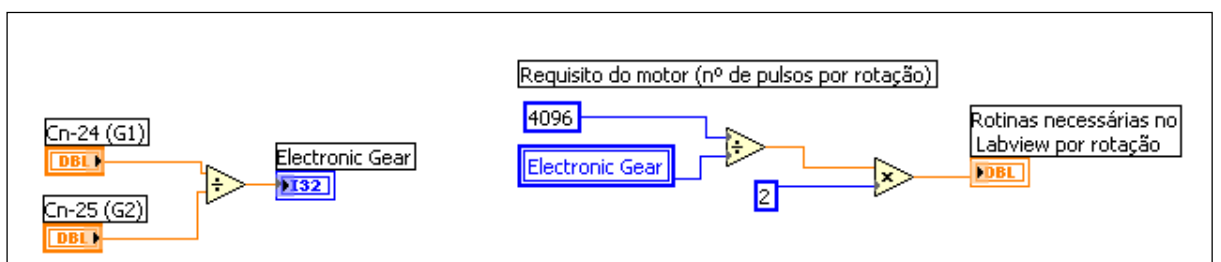 Requisito do motor (nº de pulsos por rotação)
4096
Electronic Gear
2
Rotinas necessárias no
Labview por rotação
DBL
Cn-24 (G1)
DBL
Electronic Gear
I32
Cn-25 (G2)
DBL
÷
÷
×